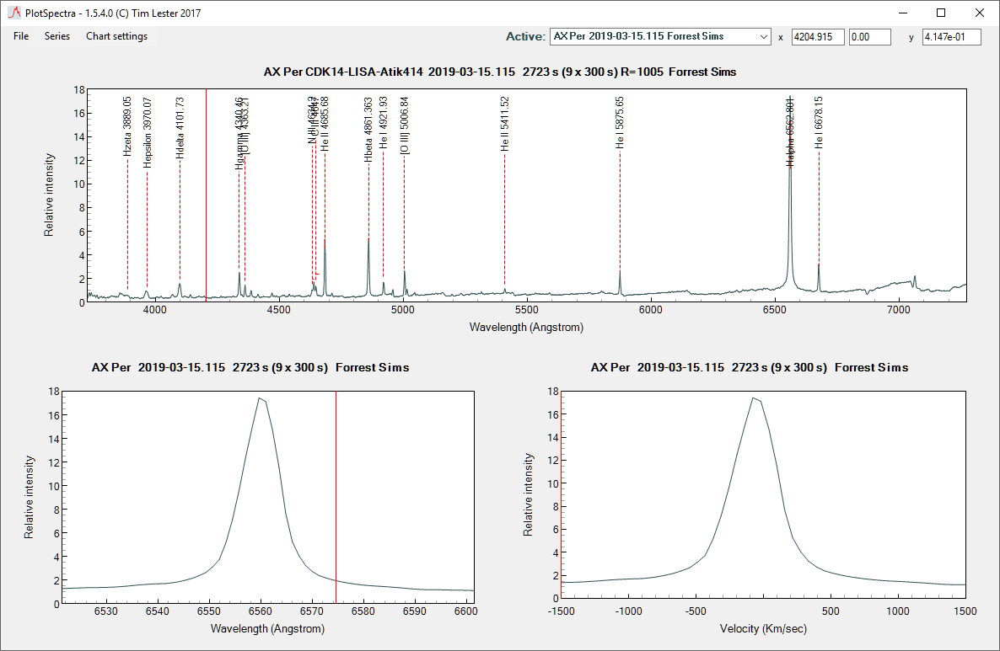 PlotSpectra - 1.5.4.0 (C) Tim Lester 2017
File Series Chart settings
Active: AX Per 2019-03-15.115 Forrest Sims x 4204.915 0.00 y 4.147e-01
AX Per CDK14-LISA-Atik414 2019-03-15.115 2723 s (9 x 300 s) R=1005 Forrest Sims
Relative intensity
18
16
14
12
10
8
6
4
2
0
Hzeta 3889.05
Hepsilon 3970.07
Hdelta 4101.73
Hgamma 4340.46
[O III] 4363.21
N III 4634.2
He II 4685.68
Hbeta 4861.363
He I 4921.93
[O III] 5006.84
He II 5411.52
He I 5875.65
Halpha 6562.801
He I 6678.15
4000 4500 5000 5500 6000 6500 7000
Wavelength (Angstrom)
AX Per 2019-03-15.115 2723 s (9 x 300 s) Forrest Sims
Relative intensity
18
16
14
12
10
8
6
4
2
0
6530 6540 6550 6560 6570 6580 6590 6600
Wavelength (Angstrom)
AX Per 2019-03-15.115 2723 s (9 x 300 s) Forrest Sims
Relative intensity
18
16
14
12
10
8
6
4
2
0
-1500 -1000 -500 0 500 1000 1500
Velocity (Km/sec)